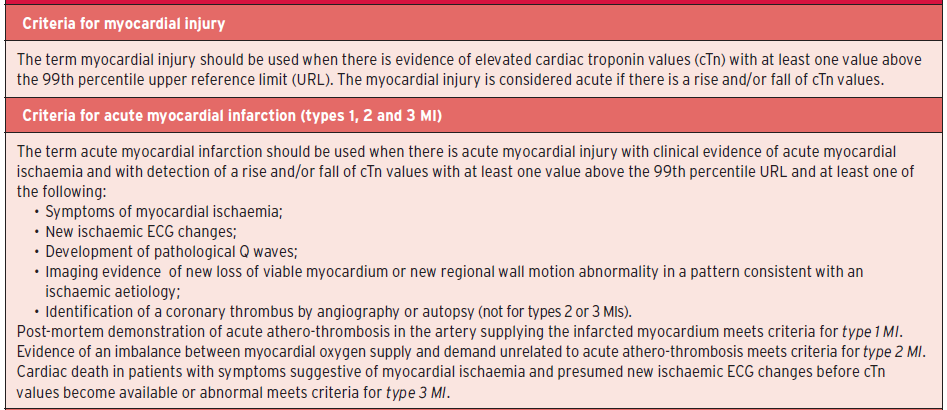 Criteria for myocardial injury
The term myocardial injury should be used when there is evidence of elevated cardiac troponin values (cTn) with at least one value above
the 99th percentile upper reference limit (URL). The myocardial injury is considered acute if there is a rise and/or fall of cTn values.
Criteria for acute myocardial infarction (types 1, 2 and 3 MI)
The term acute myocardial infarction should be used when there is acute myocardial injury with clinical evidence of acute myocardial
ischaemia and with detection of a rise and/or fall of cTn values with at least one value above the 99th percentile URL and at least one of
the following:
• Symptoms of myocardial ischaemia;
• New ischaemic ECG changes;
• Development of pathological Q waves;
• Imaging evidence of new loss of viable myocardium or new regional wall motion abnormality in a pattern consistent with an
ischaemic aetiology;
• Identification of a coronary thrombus by angiography or autopsy (not for types 2 or 3 MIs).
Post-mortem demonstration of acute athero-thrombosis in the artery supplying the infarcted myocardium meets criteria for type 1 MI.
Evidence of an imbalance between myocardial oxygen supply and demand unrelated to acute athero-thrombosis meets criteria for type 2 MI.
Cardiac death in patients with symptoms suggestive of myocardial ischaemia and presumed new ischaemic ECG changes before cTn
values become available or abnormal meets criteria for type 3 MI.